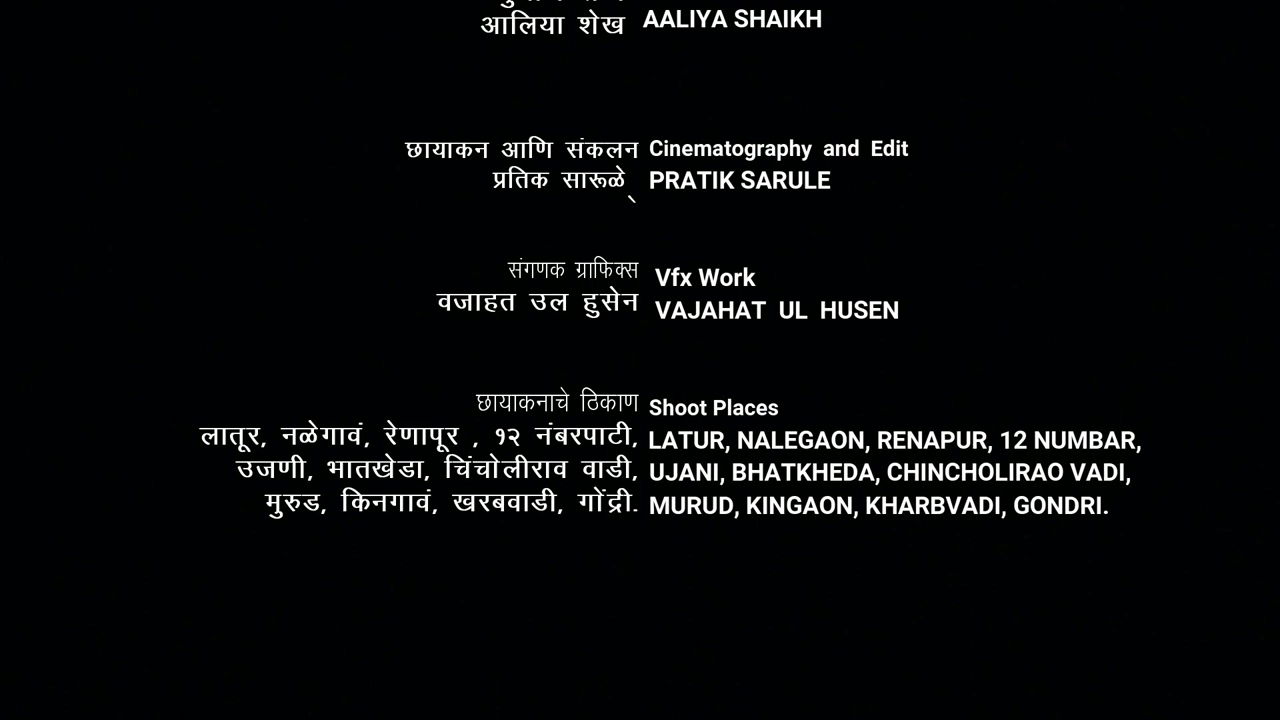 आलिया शेख AALIYA SHAIKH
छायाकन आणि संकलन Cinematography and Edit
प्रतिक सारूळे PRATIK SARULE
संगणक ग्राफिक्स Vfx Work
वजाहत उल हुसेन VAJAHAT UL HUSEN
छायाकनाचे ठिकाण Shoot Places
लातूर, नळेगावं, रेणापूर , १२ नंबरपाटी, LATUR, NALEGAON, RENAPUR, 12 NUMBAR,
उजणी, भातखेडा, चिंचोलीराव वाडी, UJANI, BHATKHEDA, CHINCHOLIRAO VADI,
मुरुड, किनगावं, खरबवाडी, गोंद्री. MURUD, KINGAON, KHARBVADI, GONDRI.